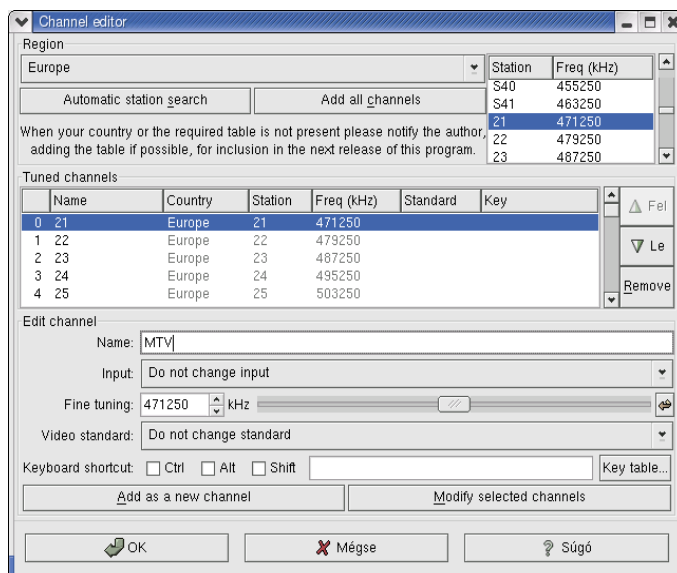 Channel editor
Region
Europe
Station Freq (kHz)
S40 455250
S41 463250
21 471250
22 479250
23 487250
Automatic station search Add all channels
When your country or the required table is not present please notify the author,
adding the table if possible, for inclusion in the next release of this program.
Tuned channels
Name Country Station Freq (kHz) Standard Key
0 21 Europe 21 471250
1 22 Europe 22 479250
2 23 Europe 23 487250
3 24 Europe 24 495250
4 25 Europe 25 503250
Fel
Le
Remove
Edit channel
Name: MTV
Input: Do not change input
Fine tuning: 471250 kHz
Video standard: Do not change standard
Keyboard shortcut: Ctrl Alt Shift Key table...
Add as a new channel Modify selected channels
OK Mégse Súgó